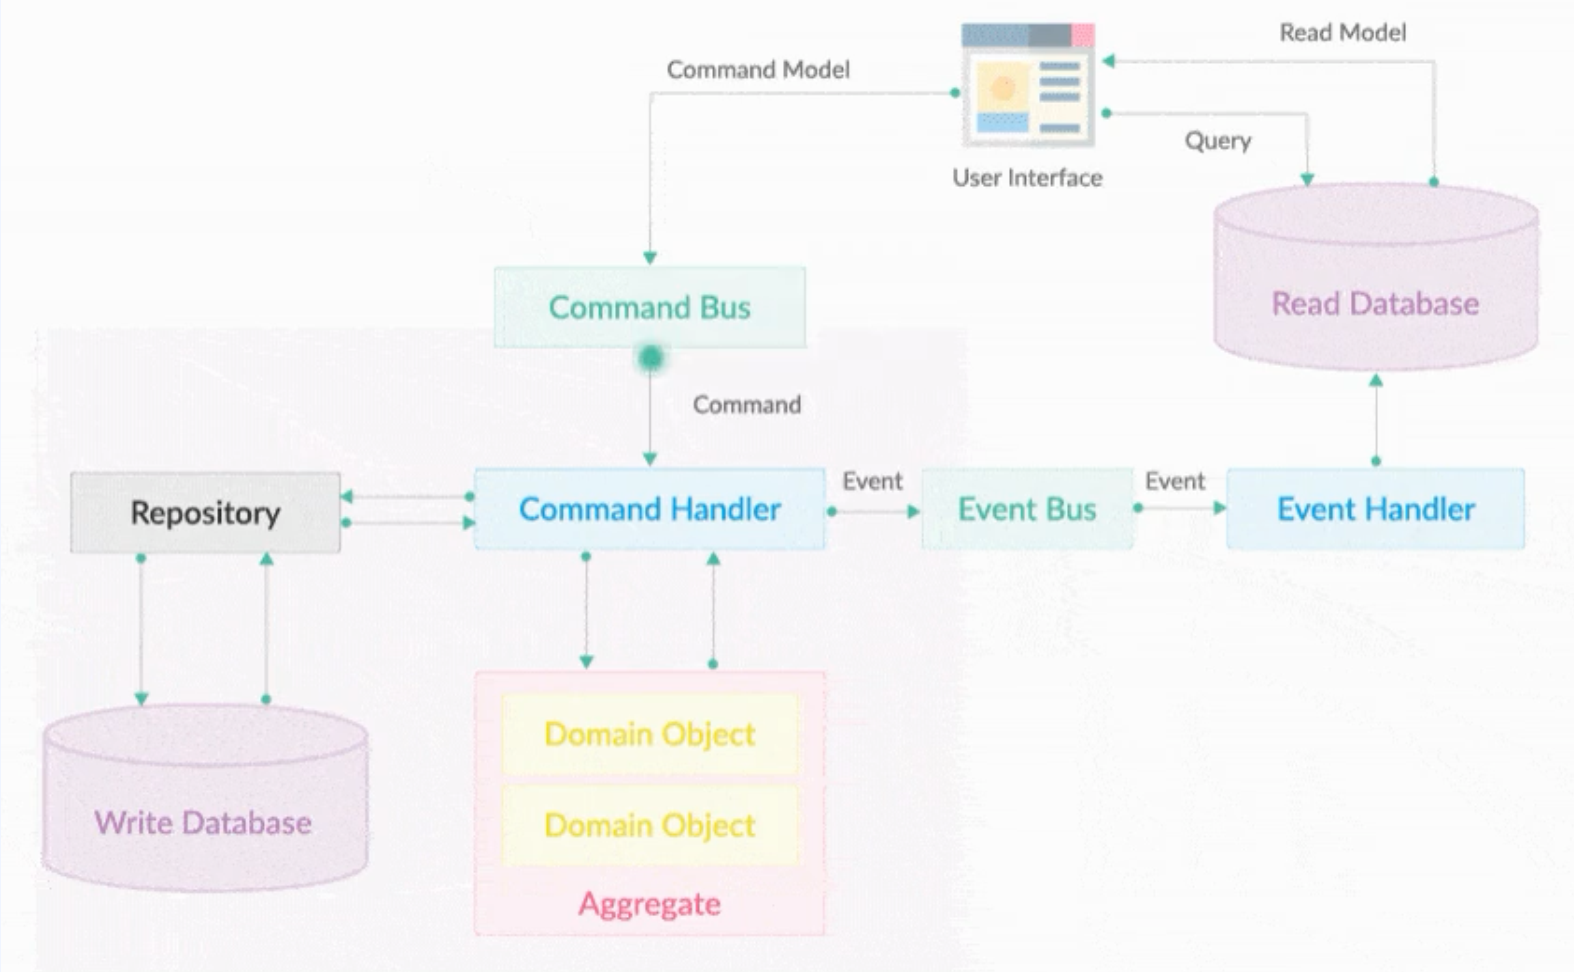 Read Model
Command Model
Query
User Interface
Command Bus
Read Database
Command
Repository
Command Handler
Event
Event Bus
Event
Event Handler
Domain Object
Write Database
Domain Object
Aggregate